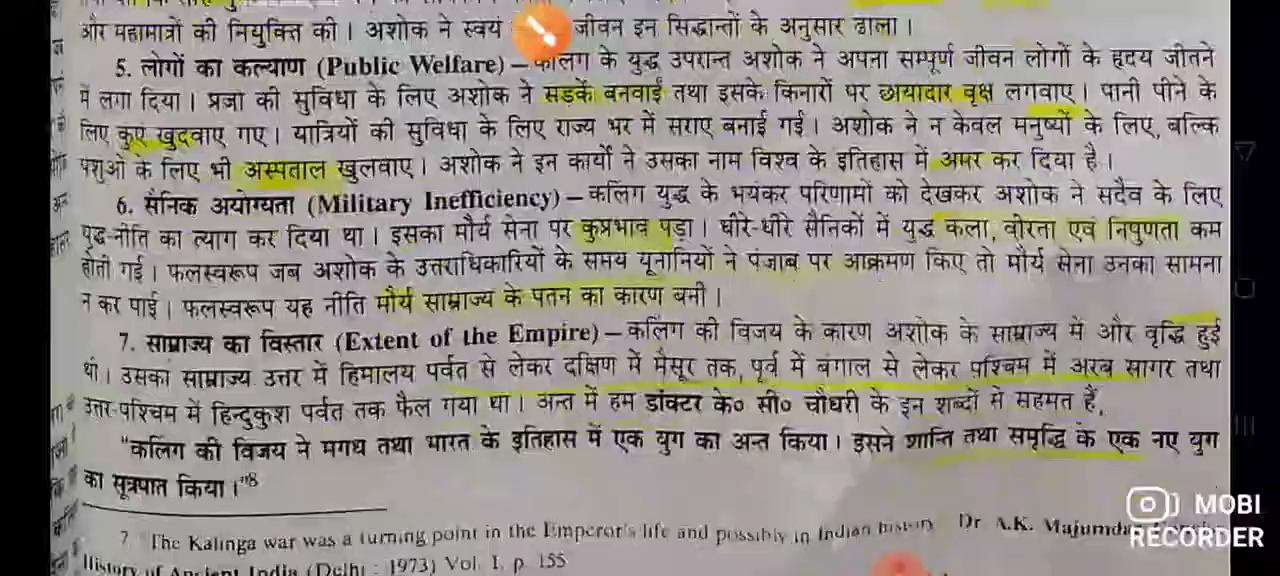 और महामात्रों की नियुक्ति की। अशोक ने स्वयं जीवन इन सिद्धान्तों के अनुसार ढाला।
5. लोगों का कल्याण (Public Welfare) – कलिंग के युद्ध उपरान्त अशोक ने अपना सम्पूर्ण जीवन लोगों के हृदय जीतने
में लगा दिया। प्रजा की सुविधा के लिए अशोक ने सड़कें बनवाईं तथा इसके किनारों पर छायादार वृक्ष लगवाए। पानी पीने के
लिए कुएं खुदवाए गए। यात्रियों की सुविधा के लिए राज्य भर में सराए बनाई गईं। अशोक ने न केवल मनुष्यों के लिए, बल्कि
पशुओं के लिए भी अस्पताल खुलवाए। अशोक ने इन कार्यों ने उसका नाम विश्व के इतिहास में अमर कर दिया है।
6. सैनिक अयोग्यता (Military Inefficiency) – कलिंग युद्ध के भयंकर परिणामों को देखकर अशोक ने सदैव के लिए
युद्ध-नीति का त्याग कर दिया था। इसका मौर्य सेना पर कुप्रभाव पड़ा। धीरे-धीरे सैनिकों में युद्ध कला, वीरता एवं निपुणता कम
होती गई। फलस्वरूप जब अशोक के उत्तराधिकारियों के समय यूनानियों ने पंजाब पर आक्रमण किए तो मौर्य सेना उनका सामना
न कर पाई। फलस्वरूप यह नीति मौर्य साम्राज्य के पतन का कारण बनी।
7. साम्राज्य का विस्तार (Extent of the Empire) – कलिंग की विजय के कारण अशोक के साम्राज्य में और वृद्धि हुई
थी। उसका साम्राज्य उत्तर में हिमालय पर्वत से लेकर दक्षिण में मैसूर तक, पूर्व में बंगाल से लेकर पश्चिम में अरब सागर तथा
उत्तर-पश्चिम में हिन्दुकुश पर्वत तक फैल गया था। अन्त में हम डॉक्टर के० सी० चौधरी के इन शब्दों से सहमत हैं,
"कलिंग की विजय ने मगध तथा भारत के इतिहास में एक युग का अन्त किया। इसने शान्ति तथा समृद्धि के एक नए युग
का सूत्रपात किया।"8
7. The Kalinga war was a turning point in the Emperor's life and possibly in Indian history Dr A.K.
History of Ancient India (Delhi : 1973) Vol. I, p. 155
MOBI
RECORDER